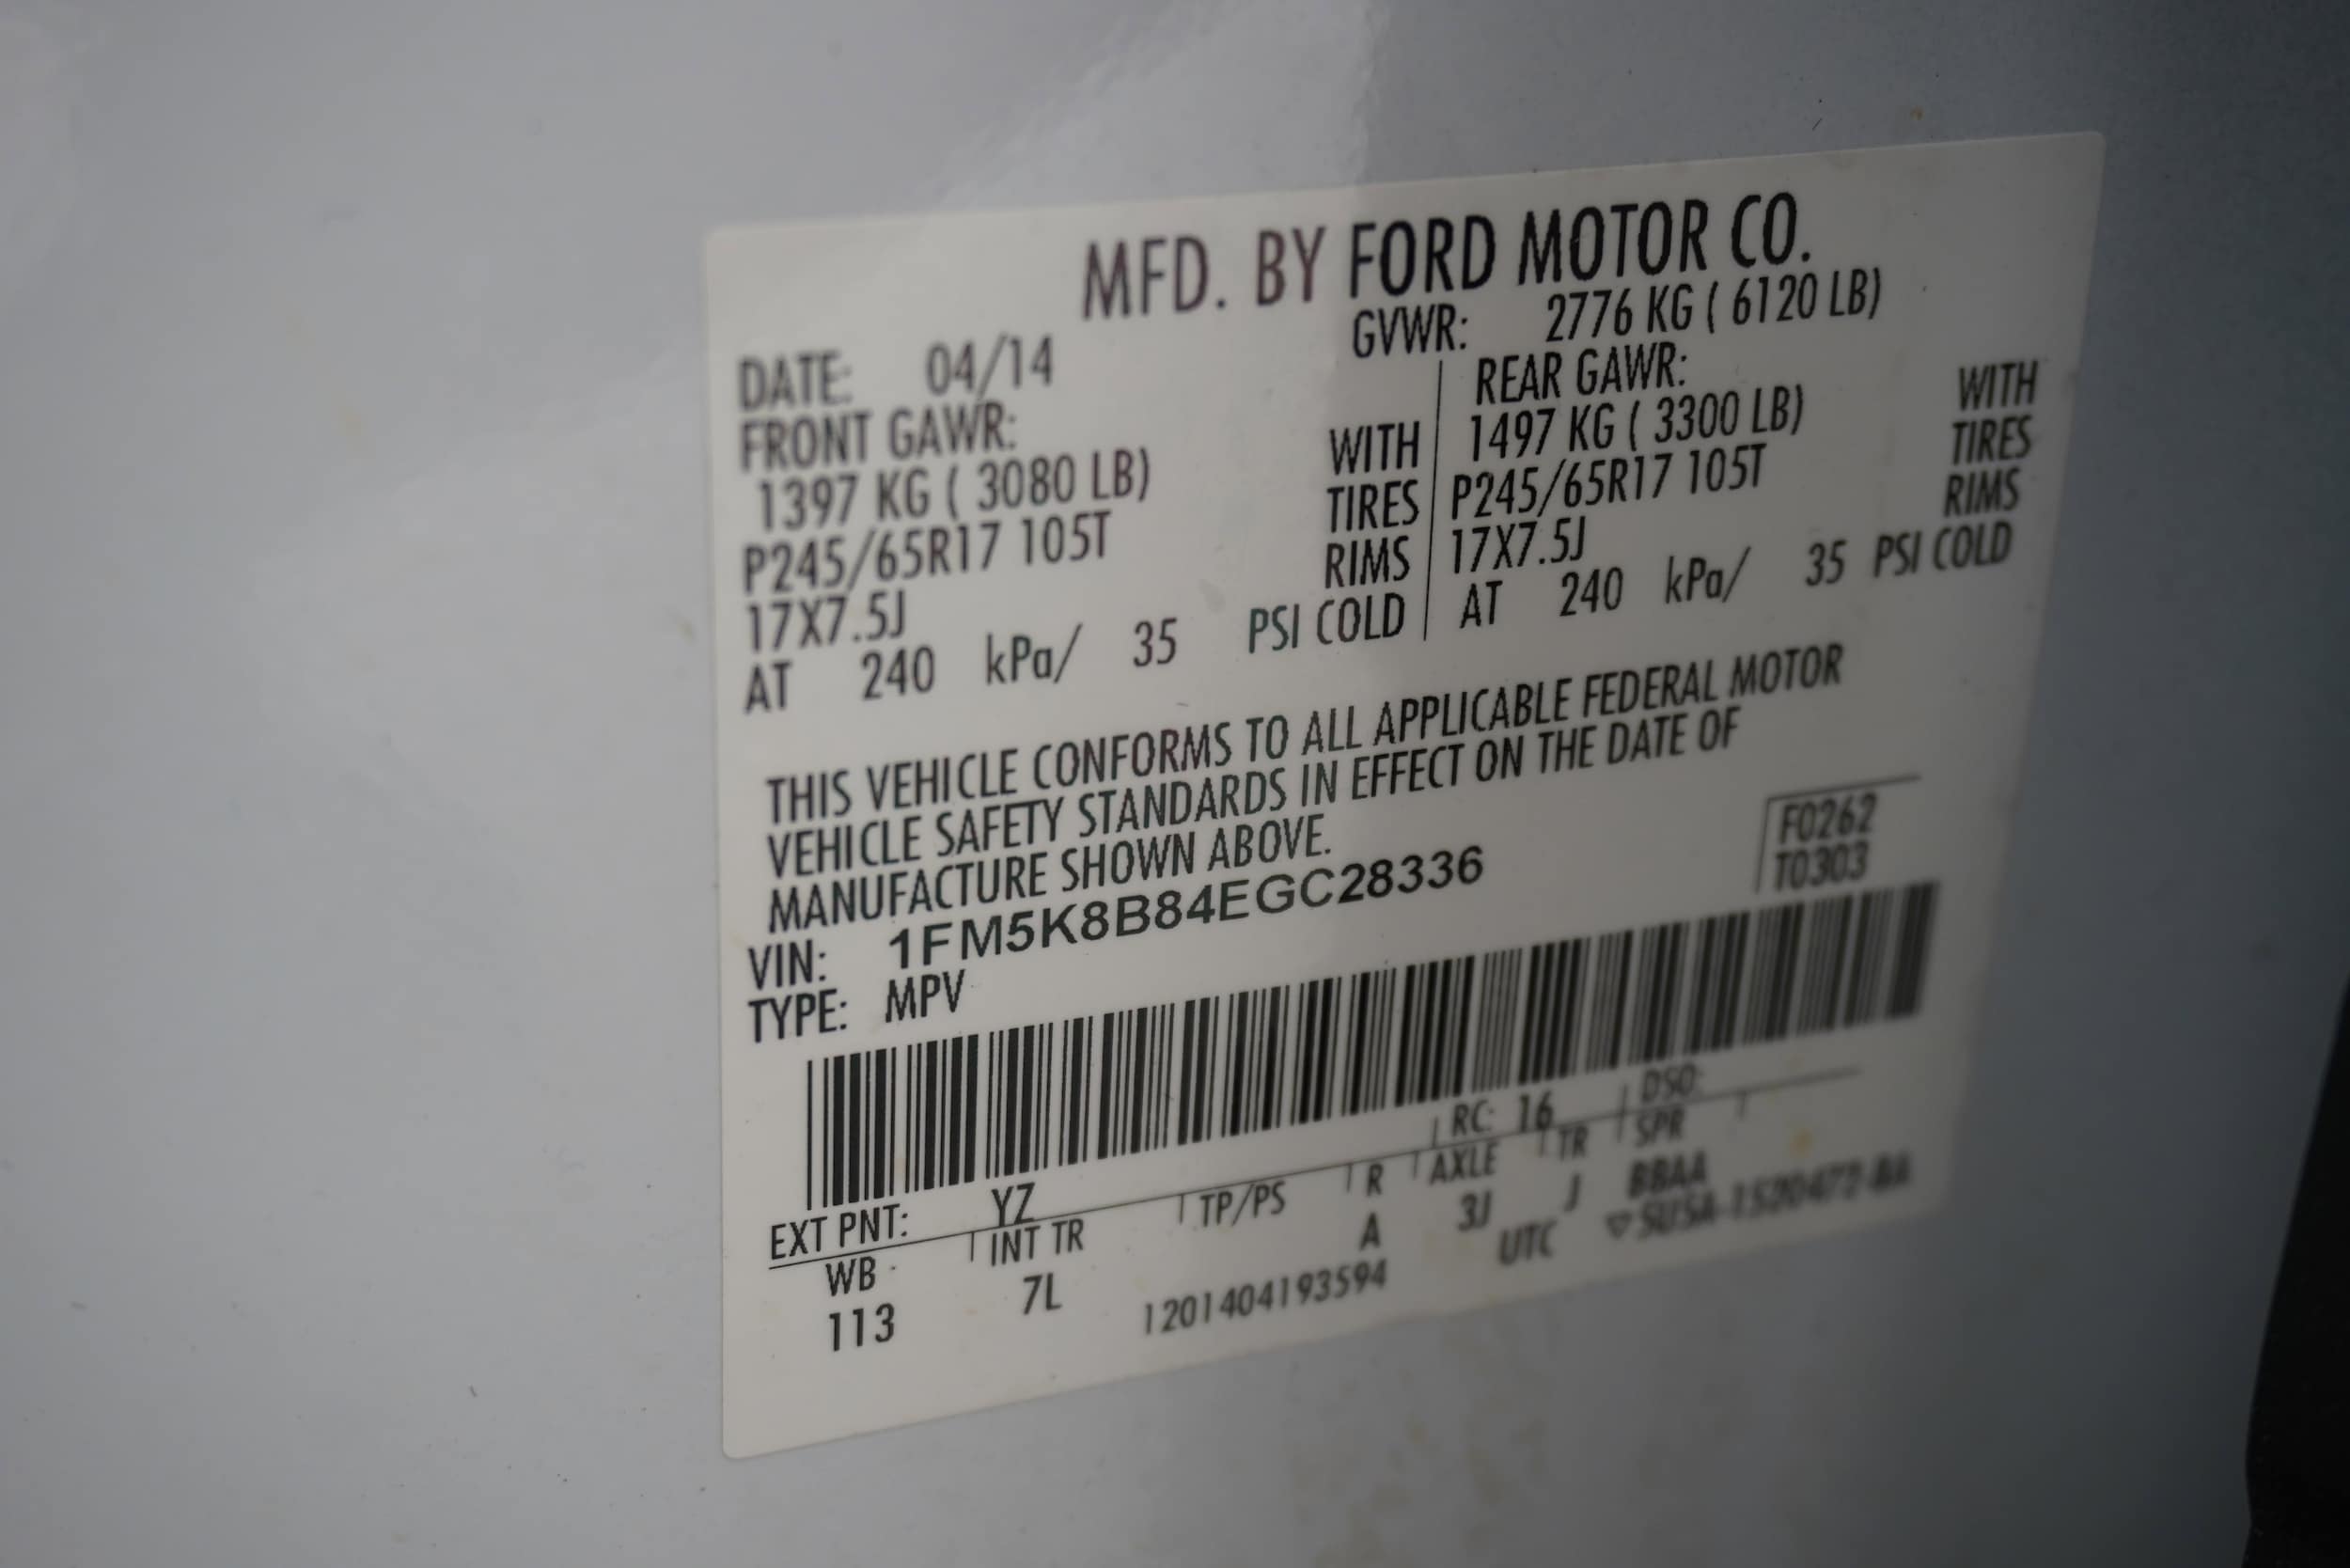 MFD. BY FORD MOTOR CO.
DATE: 04/14 GVWR: 2776 KG ( 6120 LB)
FRONT GAWR: REAR GAWR:
1397 KG ( 3080 LB) WITH 1497 KG ( 3300 LB) WITH
P245/65R17 105T TIRES P245/65R17 105T TIRES
17X7.5J RIMS 17X7.5J RIMS
AT 240 kPa/ 35 PSI COLD AT 240 kPa/ 35 PSI COLD
THIS VEHICLE CONFORMS TO ALL APPLICABLE FEDERAL MOTOR
VEHICLE SAFETY STANDARDS IN EFFECT ON THE DATE OF
MANUFACTURE SHOWN ABOVE.
F0262
T0303
VIN: 1FM5K8B84EGC28336
TYPE: MPV
EXT PNT: YZ RC: 16 DSO:
WB INT TR TP/PS R AXLE TR SPR
113 7L A 3J J BBAA
1201404193594 UTC